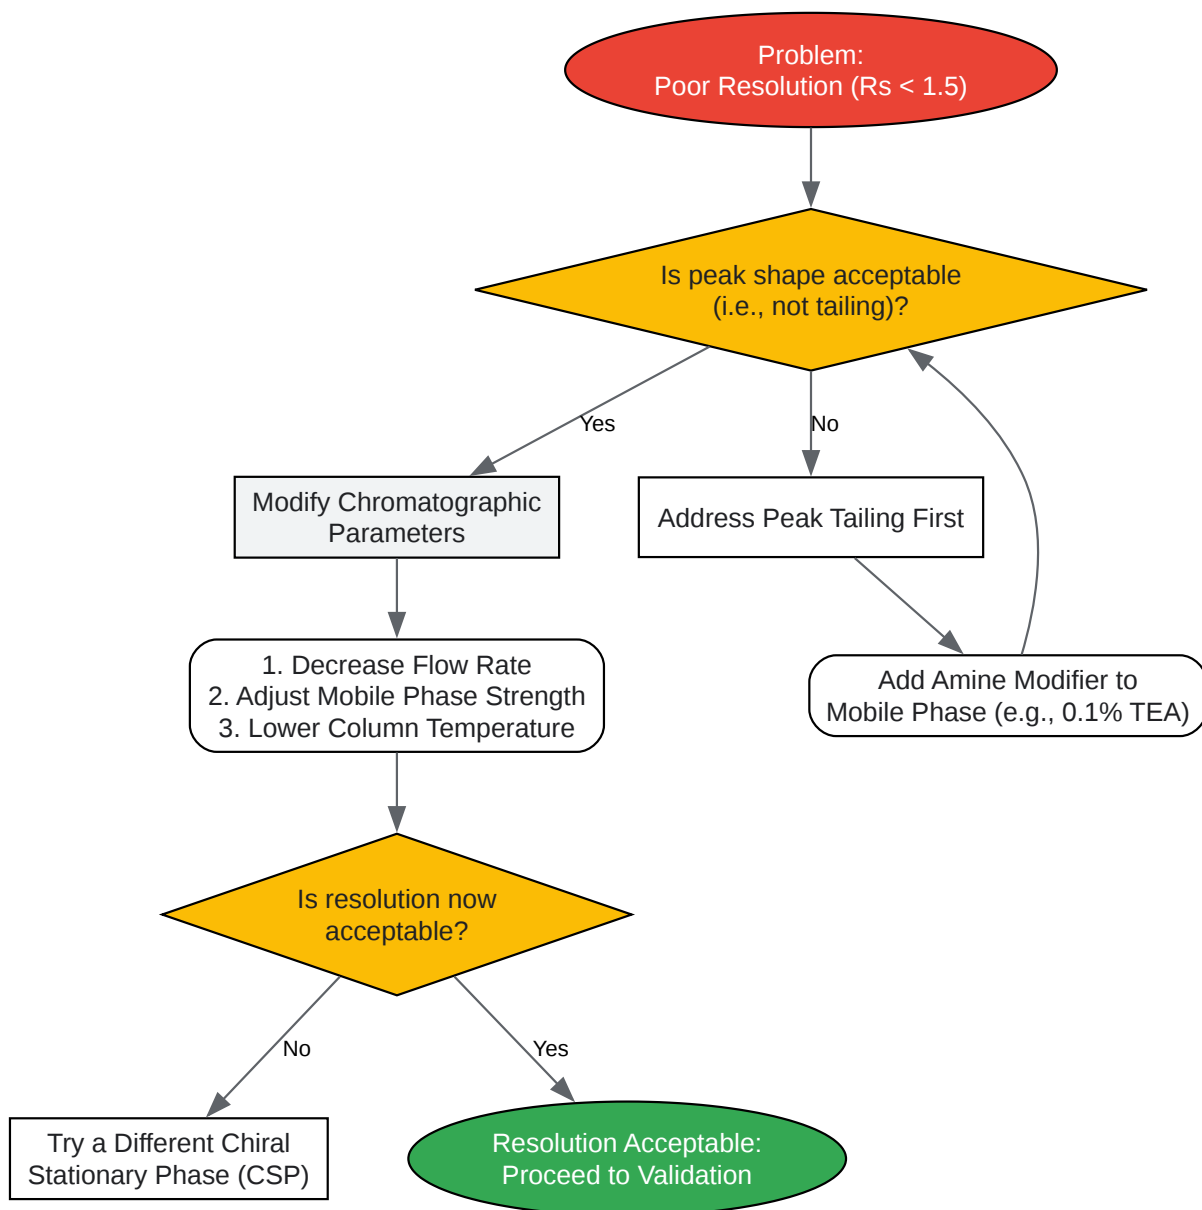 Problem:
Poor Resolution (Rs < 1.5)
Is peak shape acceptable
(i.e., not tailing)?
Yes
No
Modify Chromatographic
Parameters
Address Peak Tailing First
1. Decrease Flow Rate
2. Adjust Mobile Phase Strength
3. Lower Column Temperature
Add Amine Modifier to
Mobile Phase (e.g., 0.1% TEA)
Is resolution now
acceptable?
No
Yes
Try a Different Chiral
Stationary Phase (CSP)
Resolution Acceptable:
Proceed to Validation